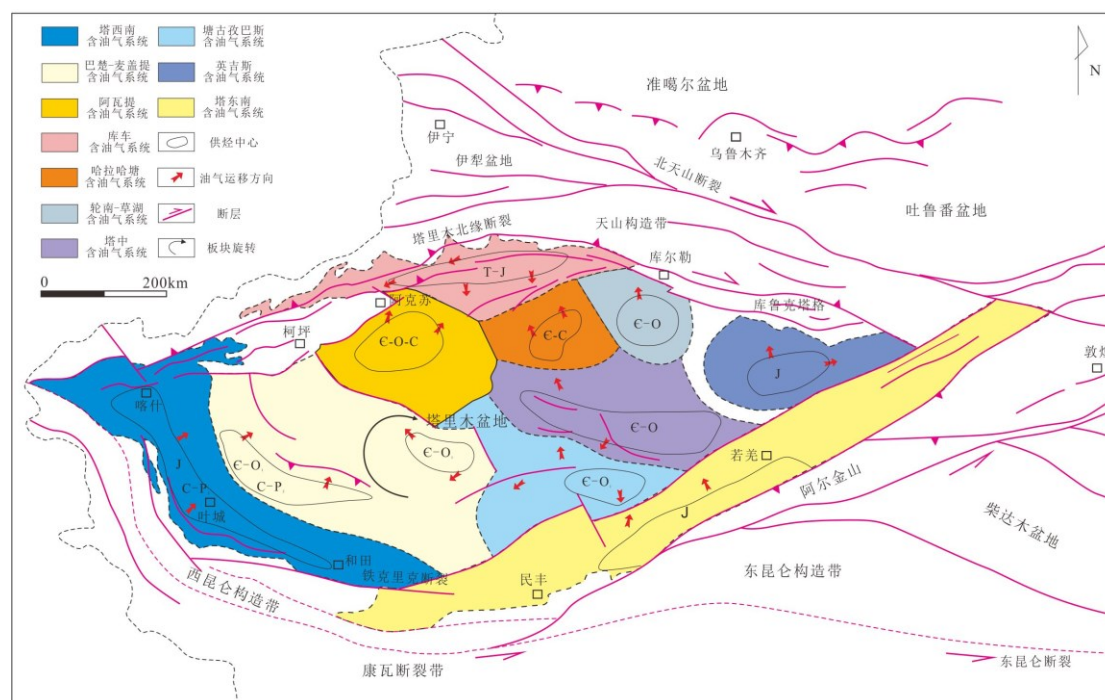 塔西南
含油气系统
塘古孜巴斯
含油气系统
巴楚-麦盖提
含油气系统
英吉斯
含油气系统
阿瓦提
含油气系统
塔东南
含油气系统
库车
含油气系统
供烃中心
哈拉哈塘
含油气系统
油气运移方向
轮南-草湖
含油气系统
断层
塔中
含油气系统
板块旋转
0
200km
N
准噶尔盆地
伊宁
乌鲁木齐
伊犁盆地
北天山断裂
吐鲁番盆地
塔里木北缘断裂
天山构造带
库尔勒
T-J
阿克苏
库鲁克塔格
柯坪
Є-O-C
Є-C
Є-O
J
敦煌
喀什
塔里木盆地
Є-O
Є-O
Є-O
若羌
J
C-P
Є-O
C-P
叶城
阿尔金山
J
柴达木盆地
和田
铁克里克断裂
民丰
东昆仑构造带
西昆仑构造带
康瓦断裂带
东昆仑断裂